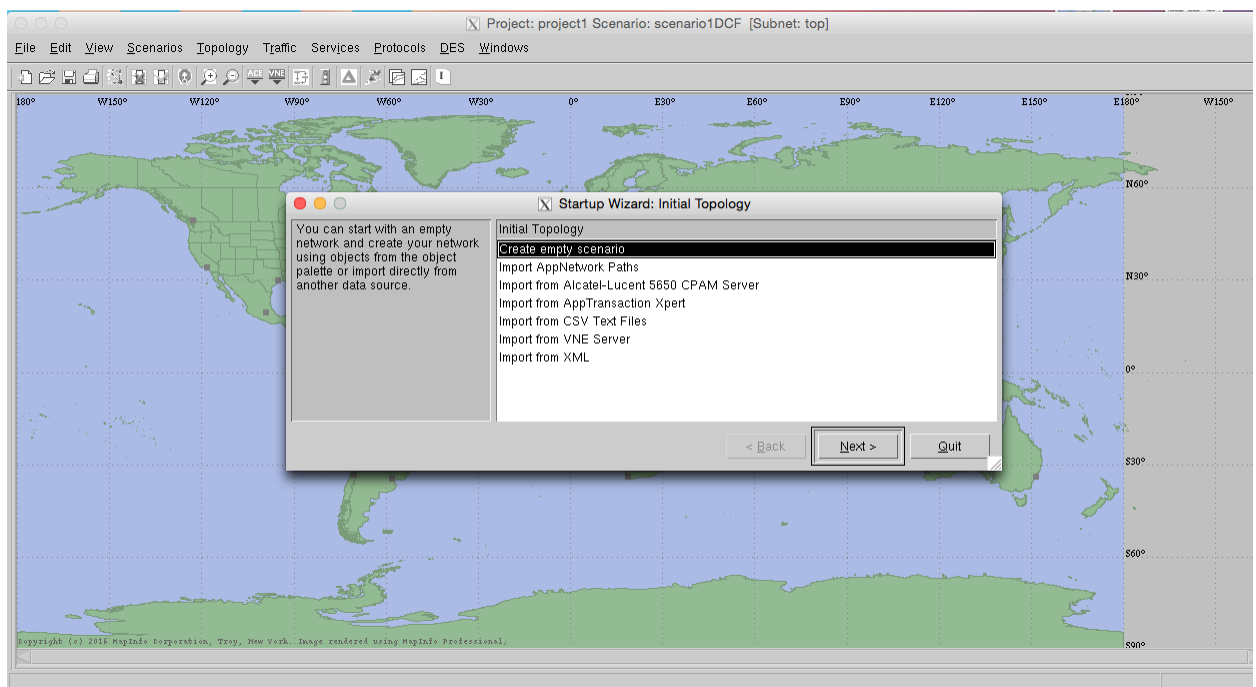 Project: project1 Scenario: scenario1DCF [Subnet: top]
File Edit View Scenarios Topology Traffic Services Protocols DES Windows
ACE VNE
180° W150° W120° W90° W60° W30° 0° E30° E60° E90° E120° E150° E180° W150°
N60°
Startup Wizard: Initial Topology
You can start with an empty
network and create your network
using objects from the object
palette or import directly from
another data source.
Initial Topology
Create empty scenario
Import AppNetwork Paths
Import from Alcatel-Lucent 5650 CPAM Server
Import from AppTransaction Xpert
Import from CSV Text Files
Import from VNE Server
Import from XML
N30°
0°
< Back Next > Quit
S30°
S60°
Copyright (c) 2016 MapInfo Corporation, Troy, New York. Image rendered using MapInfo Professional;
S90°